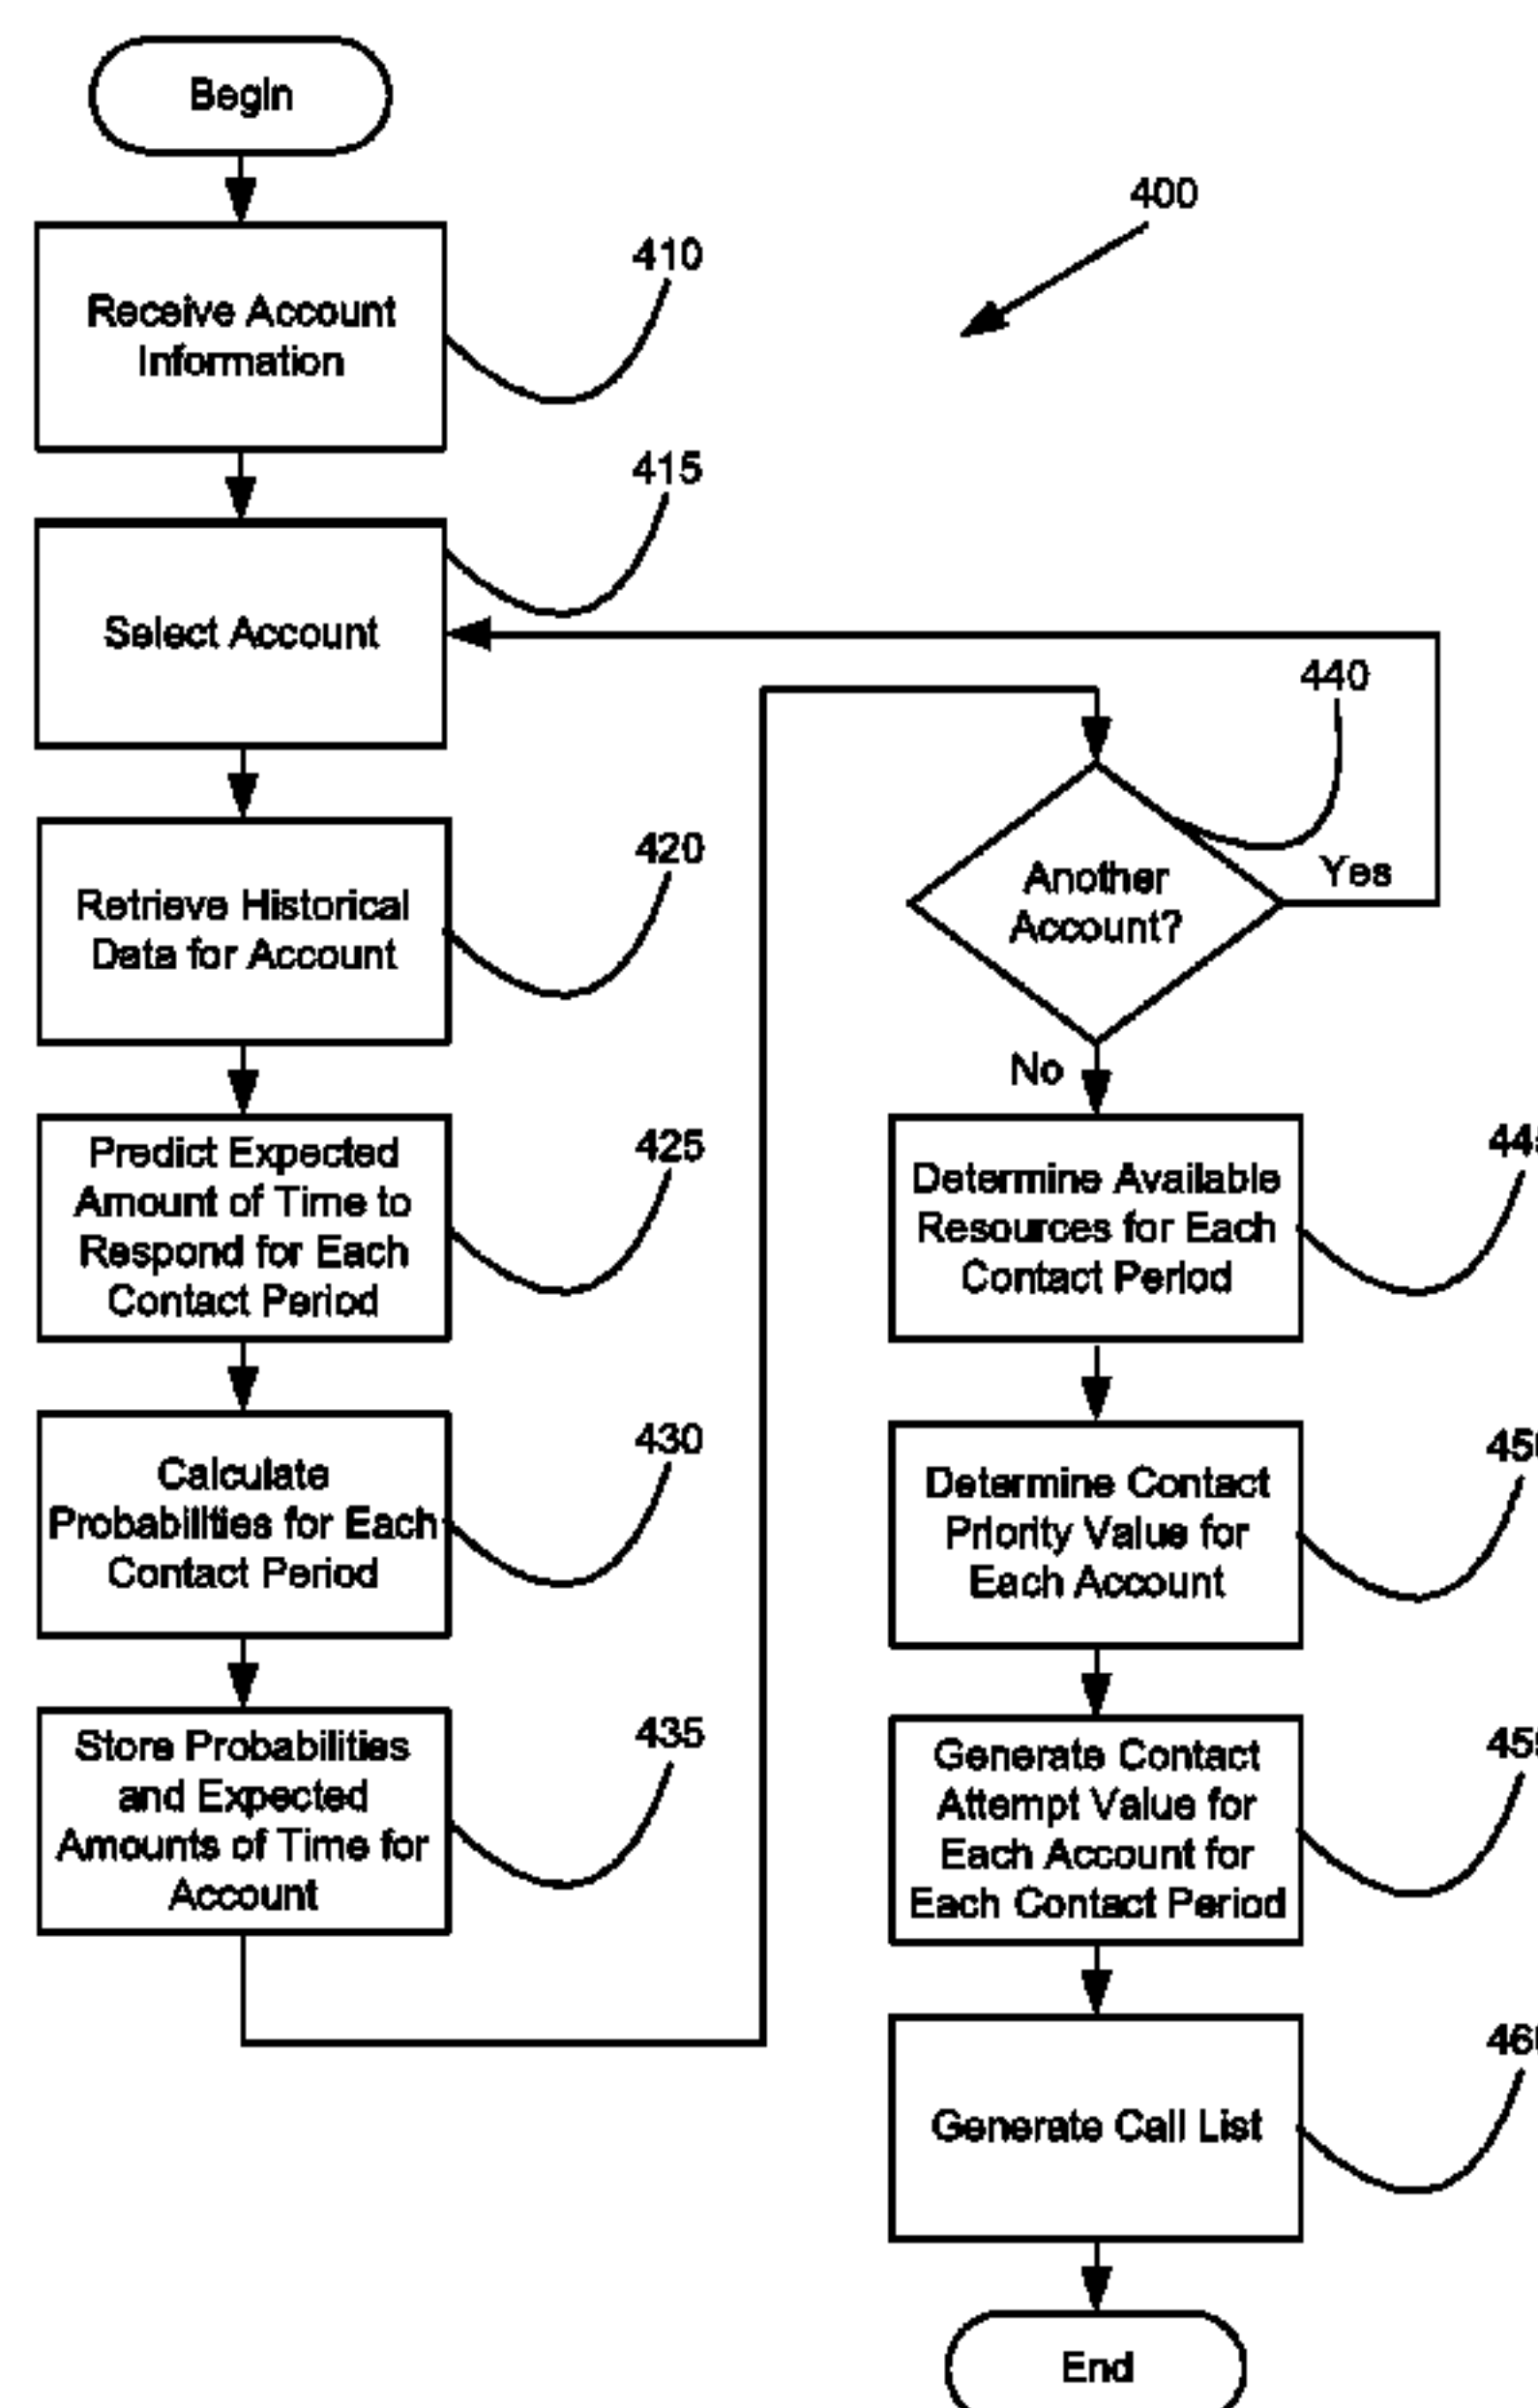 Begin
400
410
Receive Account
Information
415
Select Account
440
420
Retrieve Historical
Data for Account
Another
Account?
Yes
No
425
Predict Expected
Amount of Time to
Respond for Each
Contact Period
Determine Available
Resources for Each
Contact Period
430
Calculate
Probabilities for Each
Contact Period
Determine Contact
Priority Value for
Each Account
435
Store Probabilities
and Expected
Amounts of Time for
Account
Generate Contact
Attempt Value for
Each Account for
Each Contact Period
Generate Call List
End